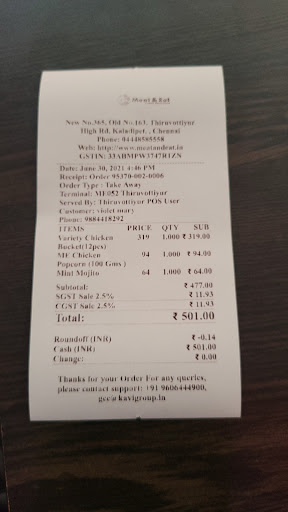 Meat & Eat
New No.365, Old No.163, Thiruvottiyur
High Rd, Kaladipet, , Chennai
Phone: 94448585558
Web: http://www.meatandeat.in
GSTIN: 33ABMPW3347R1ZN
Date: June 30, 2021 4:46 PM
Receipt: Order 95370-002-0006
Order Type : Take Away
Terminal: ME052 Thiruvottiyur
Served By: Thiruvottiyur POS User
Customer: violet mary
Phone: 9884418292
ITEMS PRICE QTY SUB
Variety Chicken 319 1.000 ₹ 319.00
Bucket(12pcs)
ME Chicken 94 1.000 ₹ 94.00
Popcorn (100 Gms )
Mint Mojito 64 1.000 ₹ 64.00
Subtotal: ₹ 477.00
SGST Sale 2.5% ₹ 11.93
CGST Sale 2.5% ₹ 11.93
Total: ₹ 501.00
Roundoff (INR) ₹ -0.14
Cash (INR) ₹ 501.00
Change: ₹ 0.00
Thanks for your Order For any queries,
please contact support: +91 9606444900,
gcc@kavigroup.in